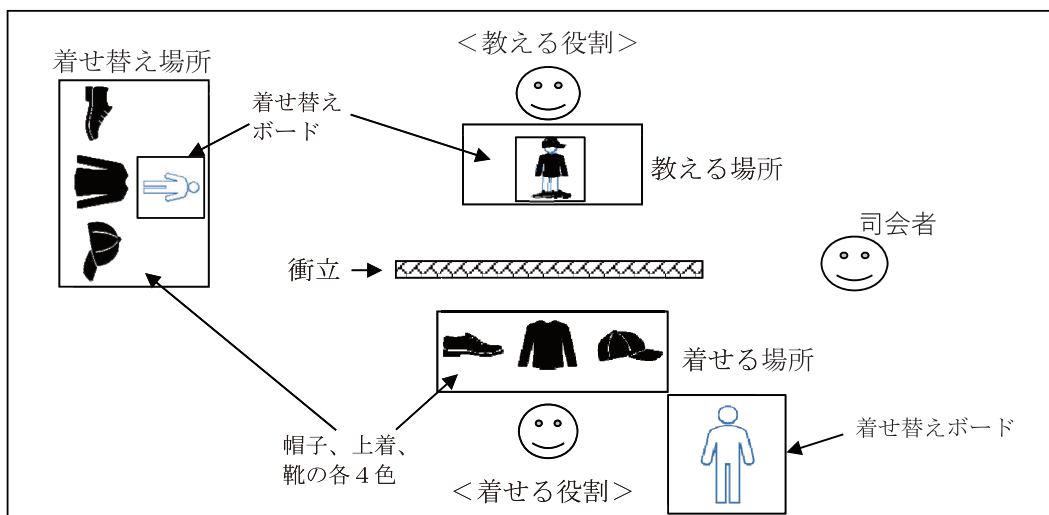 ＜教える役割＞
着せ替え場所
着せ替え
ボード
教える場所
司会者
衝立
着せる場所
帽子、上着、
靴の各４色
＜着せる役割＞
着せ替えボード